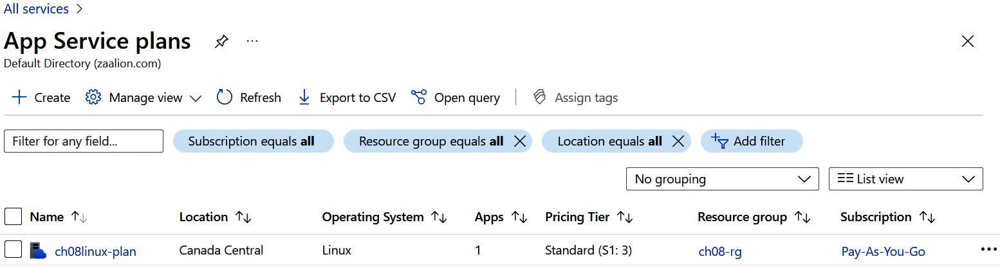 All services
App Service plans
Default Directory (zaalion.com)
Create Manage view Refresh Export to CSV Open query Assign tags
Filter for any field... Subscription equals all Resource group equals all Location equals all Add filter
No grouping List view
Name Location Operating System Apps Pricing Tier Resource group Subscription
ch08linux-plan Canada Central Linux 1 Standard (S1: 3) ch08-rg Pay-As-You-Go